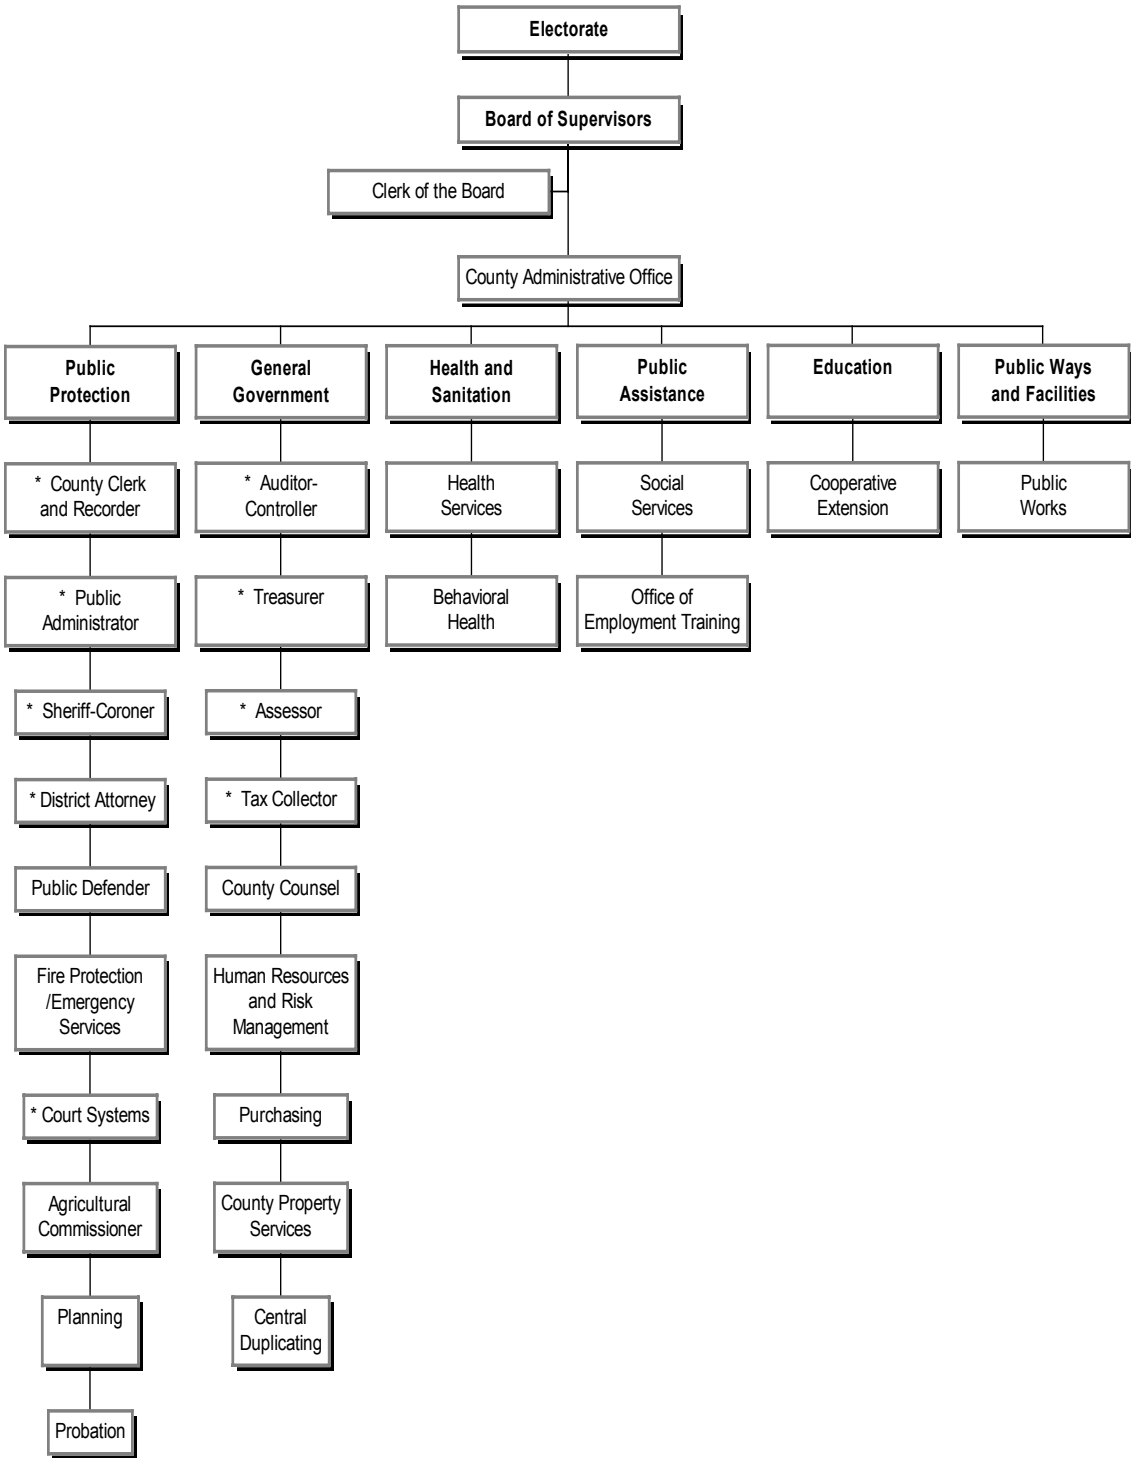 Electorate
Board of Supervisors
Clerk of the Board
County Administrative Office
Public
Protection
General
Government
Health and
Sanitation
Public
Assistance
Education
Public Ways
and Facilities
* County Clerk
and Recorder
* Auditor-
Controller
Health
Services
Social
Services
Cooperative
Extension
Public
Works
* Public
Administrator
* Treasurer
Behavioral
Health
Office of
Employment Training
* Sheriff-Coroner
* Assessor
* District Attorney
* Tax Collector
Public Defender
County Counsel
Fire Protection
/Emergency
Services
Human Resources
and Risk
Management
* Court Systems
Purchasing
Agricultural
Commissioner
County Property
Services
Planning
Central
Duplicating
Probation